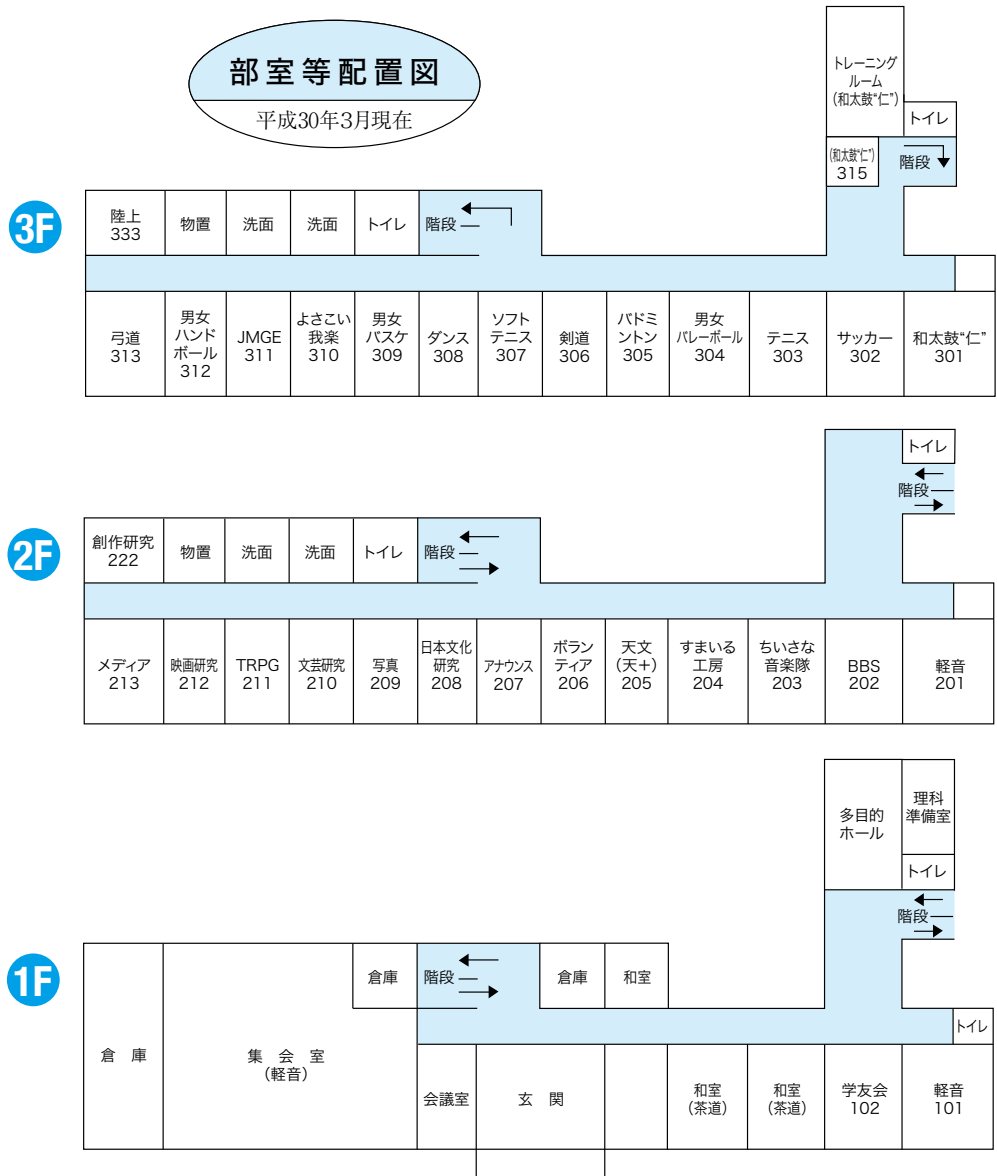 部室等配置図
平成30年3月現在
トレーニング
ルーム
(和太鼓“仁”)
トイレ
(和太鼓“仁”)
315
階段
3F
陸上
333
物置
洗面
洗面
トイレ
階段
弓道
313
男女
ハンド
ボール
312
JMGE
311
よさこい
我楽
310
男女
バスケ
309
ダンス
308
ソフト
テニス
307
剣道
306
バドミ
ントン
305
男女
バレーボール
304
テニス
303
サッカー
302
和太鼓“仁”
301
トイレ
階段
2F
創作研究
222
物置
洗面
洗面
トイレ
階段
メディア
213
映画研究
212
TRPG
211
文芸研究
210
写真
209
日本文化
研究
208
アナウンス
207
ボラン
ティア
206
天文
(天+)
205
すまいる
工房
204
ちいさな
音楽隊
203
BBS
202
軽音
201
多目的
ホール
理科
準備室
トイレ
階段
1F
倉庫
集会室
(軽音)
倉庫
階段
倉庫
和室
トイレ
会議室
玄関
和室
(茶道)
和室
(茶道)
学友会
102
軽音
101